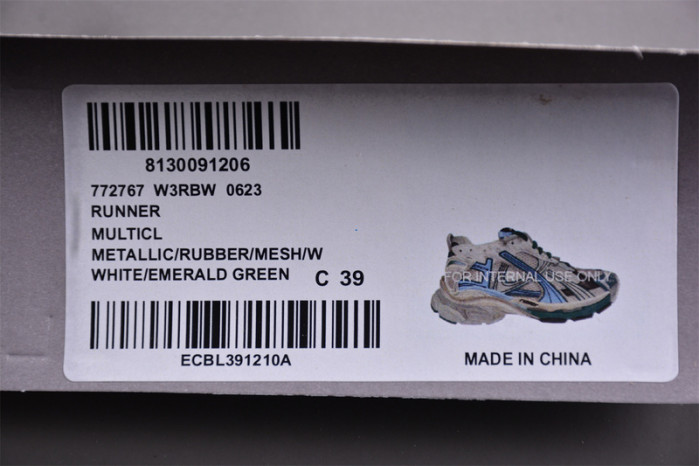 8130091206
772767 W3RBW 0623
RUNNER
MULTICL
METALLIC/RUBBER/MESH/W
WHITE/EMERALD GREEN C 39
FOR INTERNAL USE ONLY
ECBL391210A
MADE IN CHINA